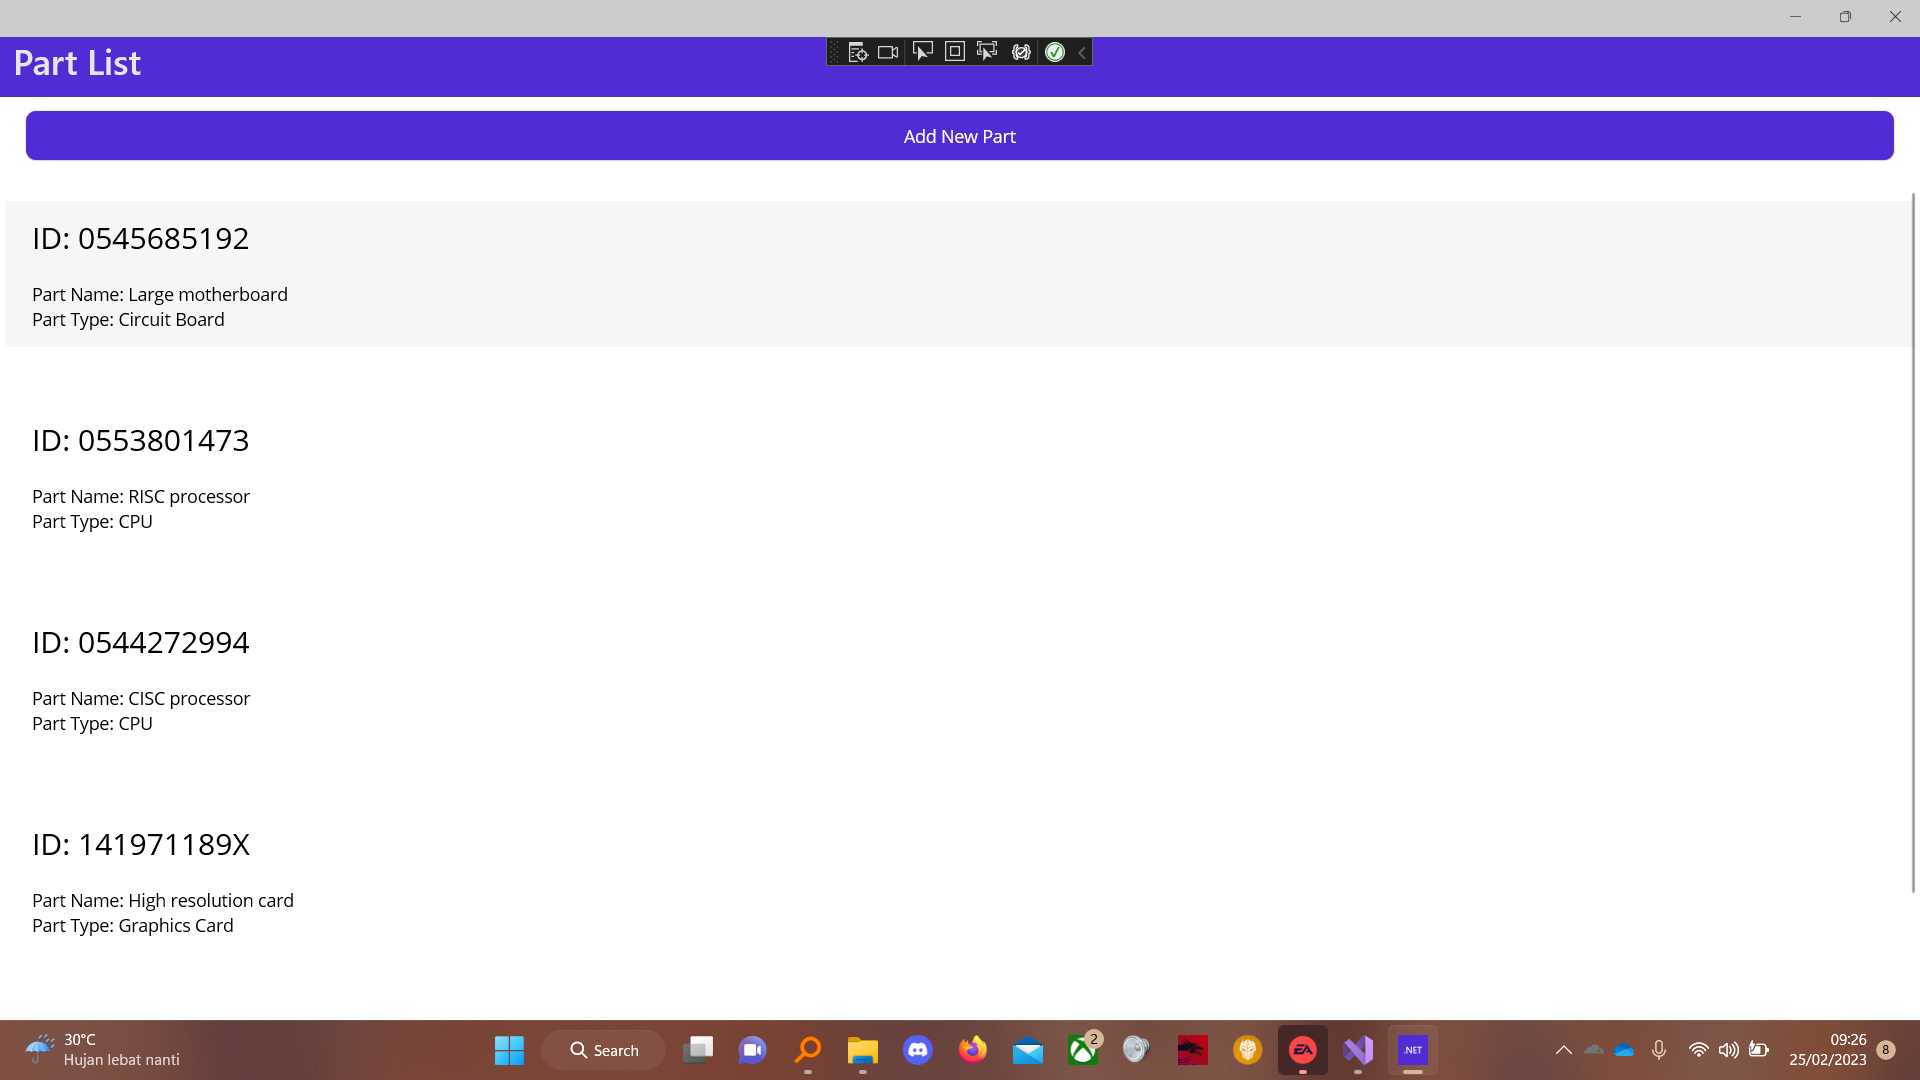 Part List
Add New Part
ID: 0545685192
Part Name: Large motherboard
Part Type: Circuit Board
ID: 0553801473
Part Name: RISC processor
Part Type: CPU
ID: 0544272994
Part Name: CISC processor
Part Type: CPU
ID: 141971189X
Part Name: High resolution card
Part Type: Graphics Card
30°C
Hujan lebat nanti
Search
2
EA
.NET
09:26
25/02/2023
8